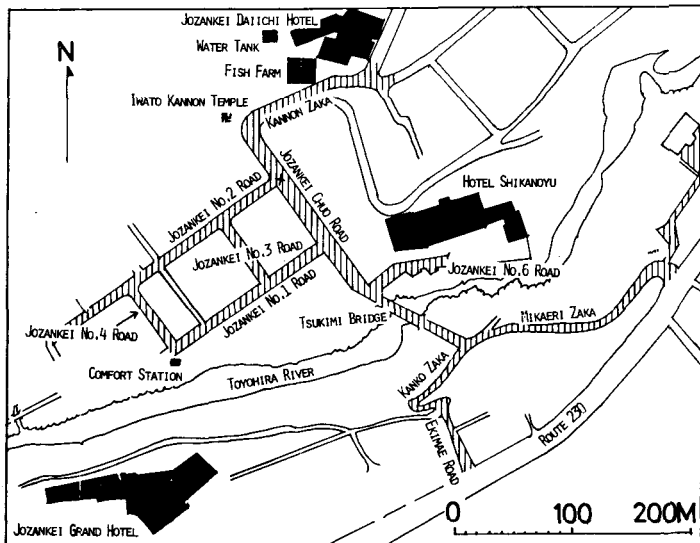 JOZANKEI DAIICHI HOTEL
WATER TANK
N
FISH FARM
IWATO KANNON TEMPLE
KANNON ZAKA
JOZANKEI CHUO ROAD
HOTEL SHIKANOYU
JOZANKEI NO.2 ROAD
JOZANKEI NO.3 ROAD
JOZANKEI NO.6 ROAD
JOZANKEI NO.1 ROAD
TSUKIMI BRIDGE
MIKAERI ZAKA
JOZANKEI NO.4 ROAD
COMFORT STATION
TOYOHIRA RIVER
KANKO ZAKA
EKIMAE ROAD
ROUTE 230
0 100 200M
JOZANKEI GRAND HOTEL